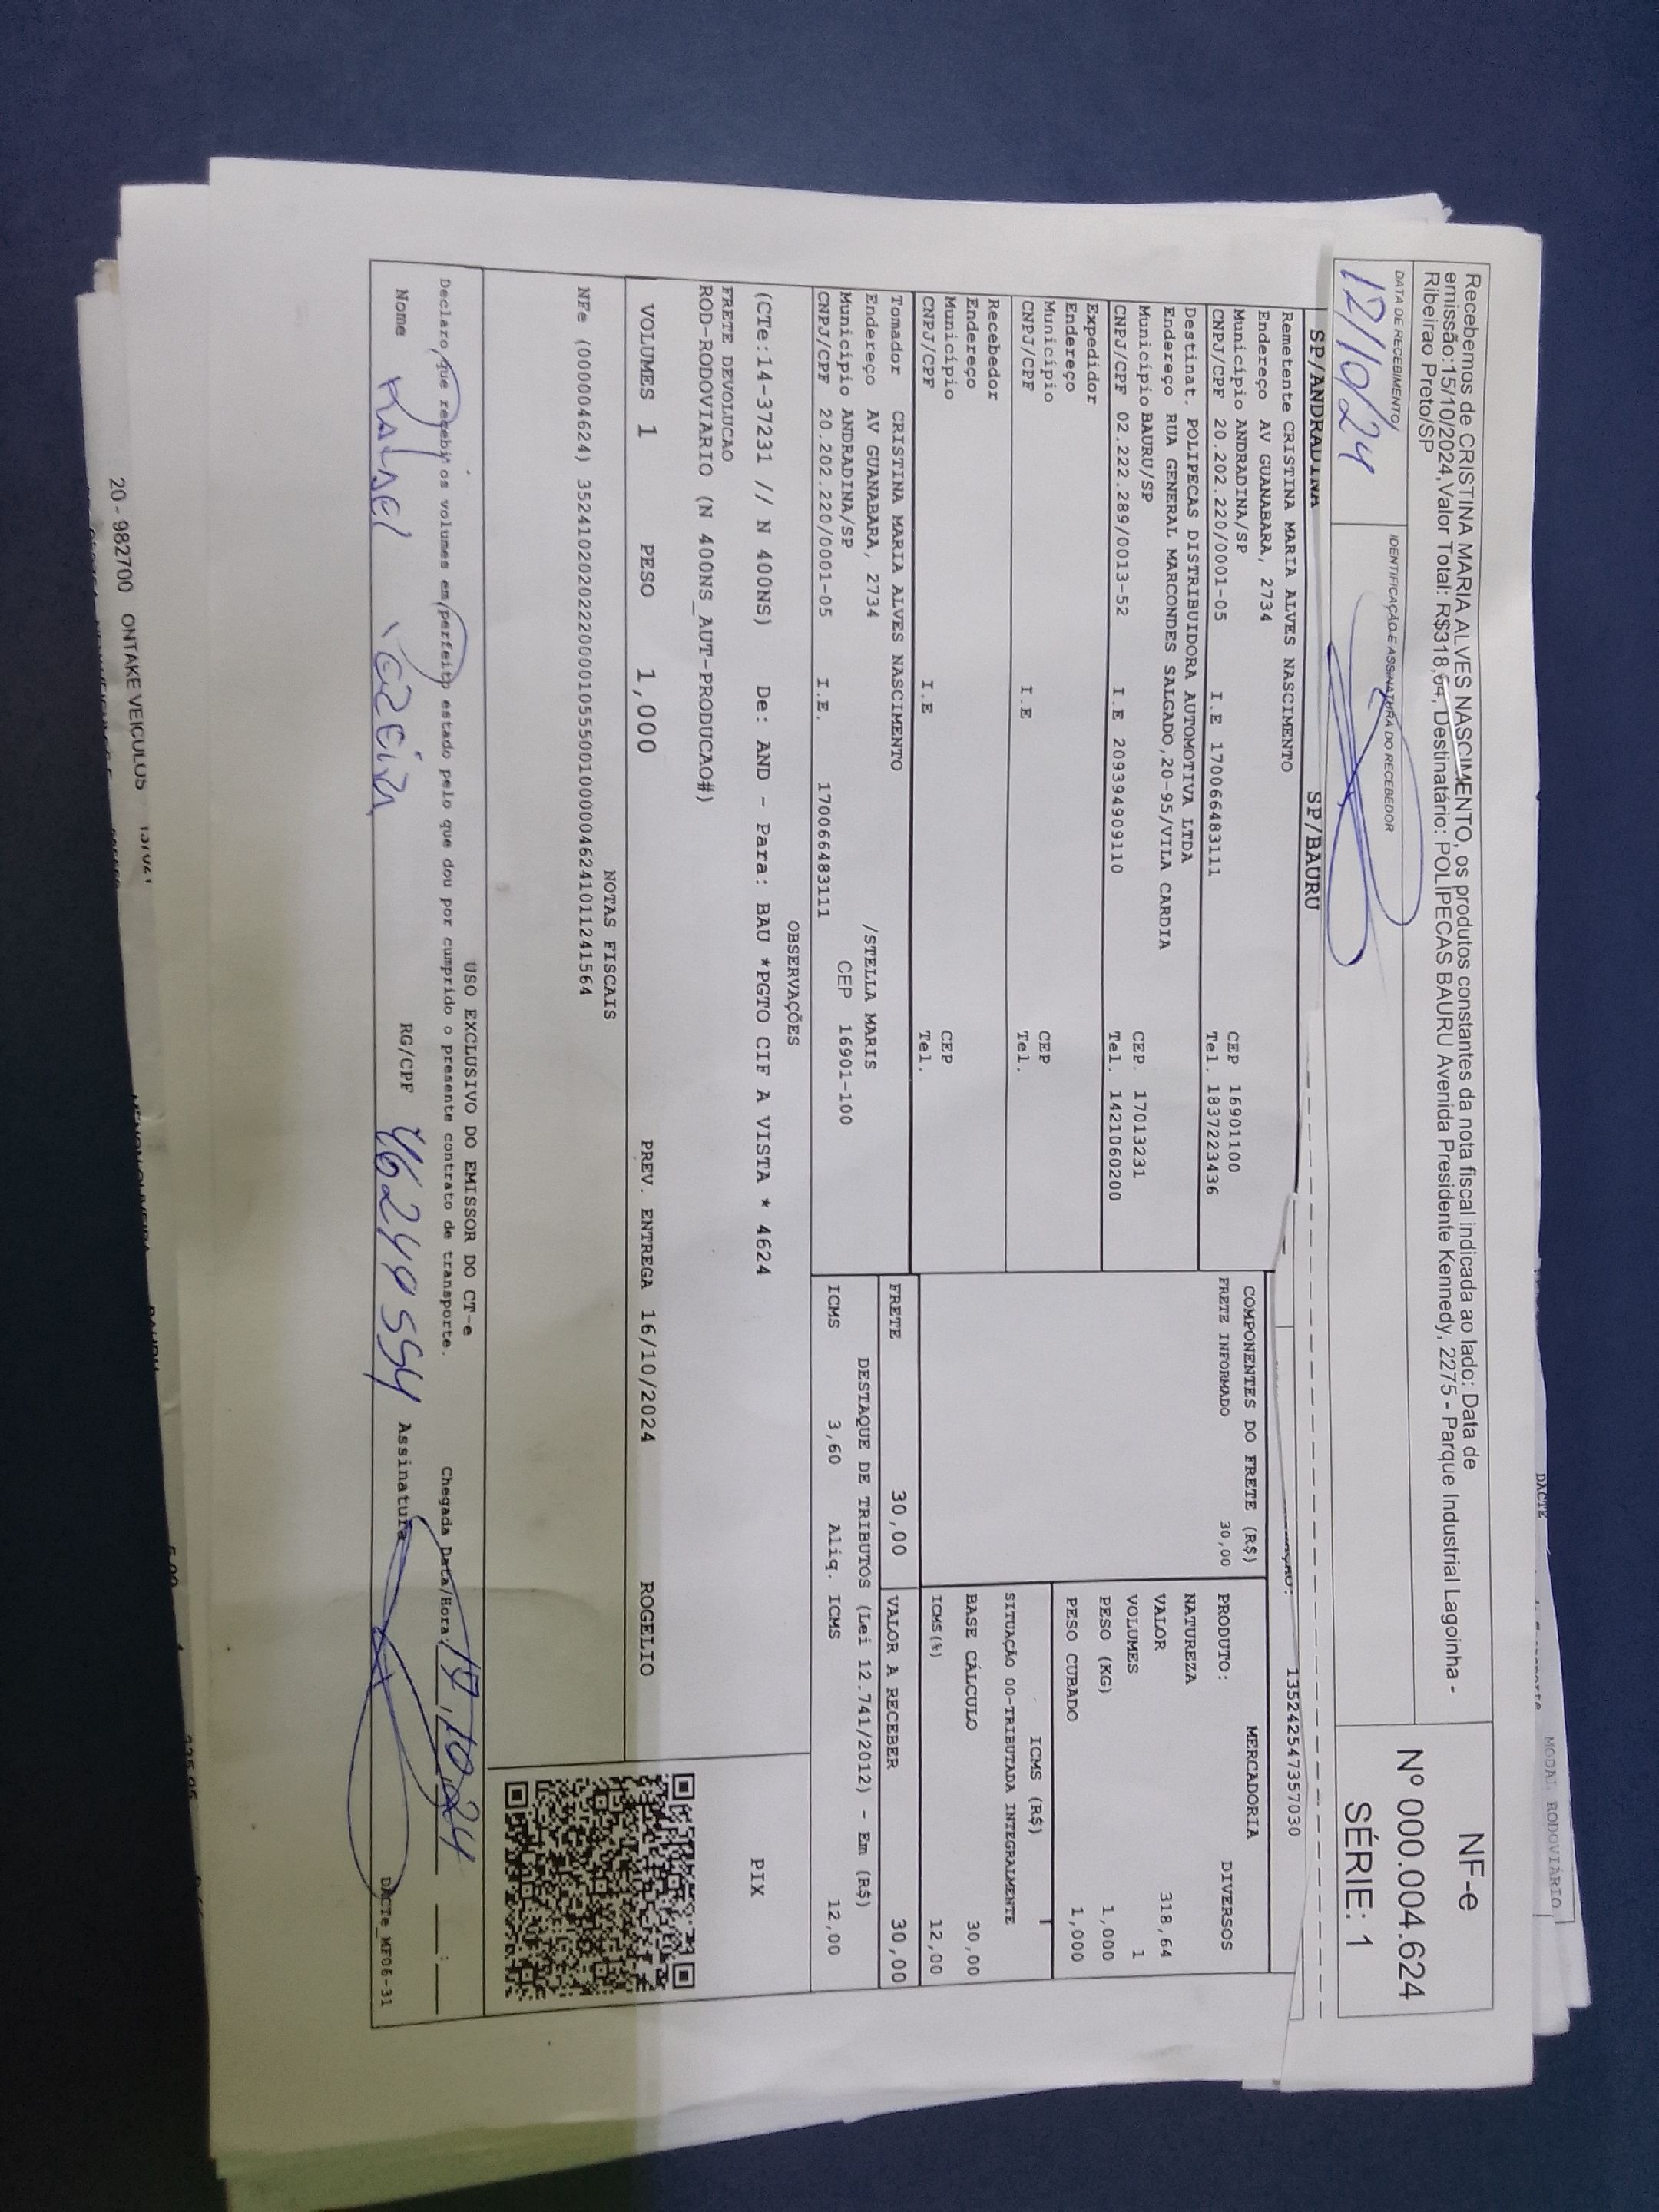 Recebemos de CRISTINA MARIA ALVES NASCIMENTO, os produtos constantes da nota fiscal indicada ao lado: Data de
emissão:15/10/2024,Valor Total: R$318,64, Destinatário: POLIPECAS BAURU Avenida Presidente Kennedy, 2275 - Parque Industrial Lagoinha -
Ribeirao Preto/SP
NF-e
Nº 000.004.624
SÉRIE: 1
DATA DE RECEBIMENTO
IDENTIFICAÇÃO E ASSINATURA DO RECEBEDOR
17/10/24
SP/ANDRADINA SP/BAURU
135242547357030
Remetente CRISTINA MARIA ALVES NASCIMENTO
Endereço AV GUANABARA, 2734
Município ANDRADINA/SP CEP 16901100
CNPJ/CPF 20.202.220/0001-05 I.E 170066483111 Tel. 1837223436
Destinat. POLIPECAS DISTRIBUIDORA AUTOMOTIVA LTDA
Endereço RUA GENERAL MARCONDES SALGADO,20-95/VILA CARDIA
Município BAURU/SP CEP. 17013231
CNPJ/CPF 02.222.289/0013-52 I.E 209394909110 Tel. 1421060200
Expedidor
Endereço
Município CEP
CNPJ/CPF I.E Tel.
Recebedor
Endereço
Município CEP
CNPJ/CPF I.E Tel.
Tomador CRISTINA MARIA ALVES NASCIMENTO
Endereço AV GUANABARA, 2734 /STELLA MARIS
Município ANDRADINA/SP CEP 16901-100
CNPJ/CPF 20.202.220/0001-05 I.E. 170066483111
COMPONENTES DO FRETE (R$)
FRETE INFORMADO 30,00
MERCADORIA
PRODUTO: DIVERSOS
NATUREZA
VALOR 318,64
VOLUMES 1
PESO (KG) 1,000
PESO CUBADO 1,000
ICMS (R$)
SITUAÇÃO 00-TRIBUTADA INTEGRALMENTE
BASE CÁLCULO 30,00
ICMS(%) 12,00
FRETE 30,00 VALOR A RECEBER 30,00
DESTAQUE DE TRIBUTOS (Lei 12.741/2012) - Em (R$)
ICMS 3,60 Aliq. ICMS 12,00
OBSERVAÇÕES
(CTe:14-37231 // N 400NS) De: AND - Para: BAU *PGTO CIF A VISTA * 4624
FRETE DEVOLUCAO
ROD-RODOVIARIO (N 400NS_AUT-PRODUCAO#)
PIX
VOLUMES 1 PESO 1,000 PREV. ENTREGA 16/10/2024 ROGELIO
NOTAS FISCAIS
NFe (000004624) 35241020202220000105550010000046241011241564
USO EXCLUSIVO DO EMISSOR DO CT-e
Declaro que recebi os volumes em perfeito estado pelo que dou por cumprido o presente contrato de transporte. Chegada Data/Hora 17.10.24 :
Nome RG/CPF 46249554 Assinatura
DACTe_MF06-31
20 - 982700 ONTAKE VEICULOS
DACTE
MODAL RODOVIÁRIO